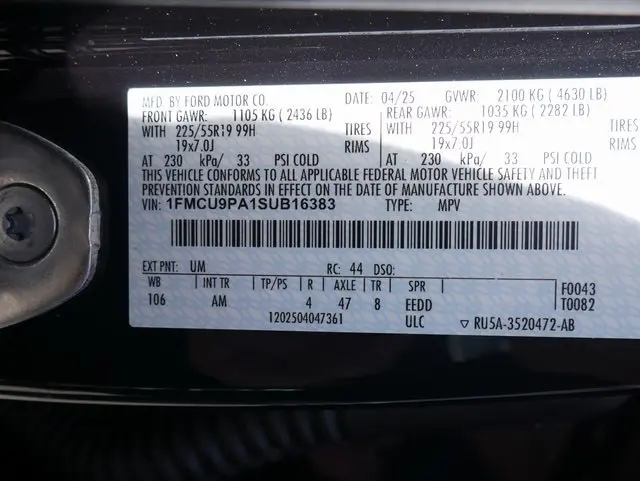 MFD. BY FORD MOTOR CO. DATE: 04/25 GVWR: 2100 KG ( 4630 LB)
FRONT GAWR: 1105 KG ( 2436 LB) REAR GAWR: 1035 KG ( 2282 LB)
WITH 225/55R19 99H TIRES WITH 225/55R19 99H TIRES
19x7.0J RIMS 19x7.0J RIMS
AT 230 kPa/ 33 PSI COLD AT 230 kPa/ 33 PSI COLD
THIS VEHICLE CONFORMS TO ALL APPLICABLE FEDERAL MOTOR VEHICLE SAFETY AND THEFT
PREVENTION STANDARDS IN EFFECT ON THE DATE OF MANUFACTURE SHOWN ABOVE.
VIN: 1FMCU9PA1SUB16383 TYPE: MPV
EXT PNT: UM RC: 44 DSO:
WB INT TR TP/PS R AXLE TR SPR F0043
106 AM 4 47 8 EEDD T0082
1202504047361 ULC ▽ RU5A-3520472-AB